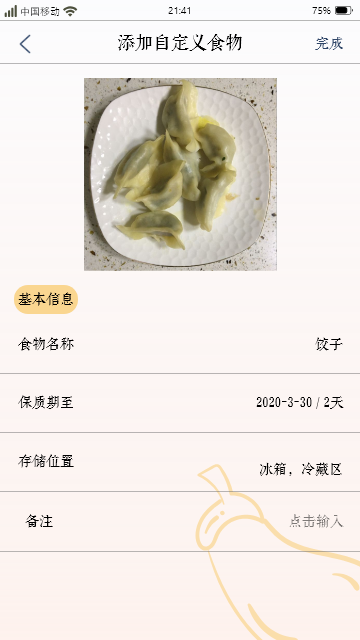 中国移动 21:41 75%
添加自定义食物 完成
基本信息
食物名称 饺子
保质期至 2020-3-30 / 2天
存储位置 冰箱，冷藏区
备注 点击输入